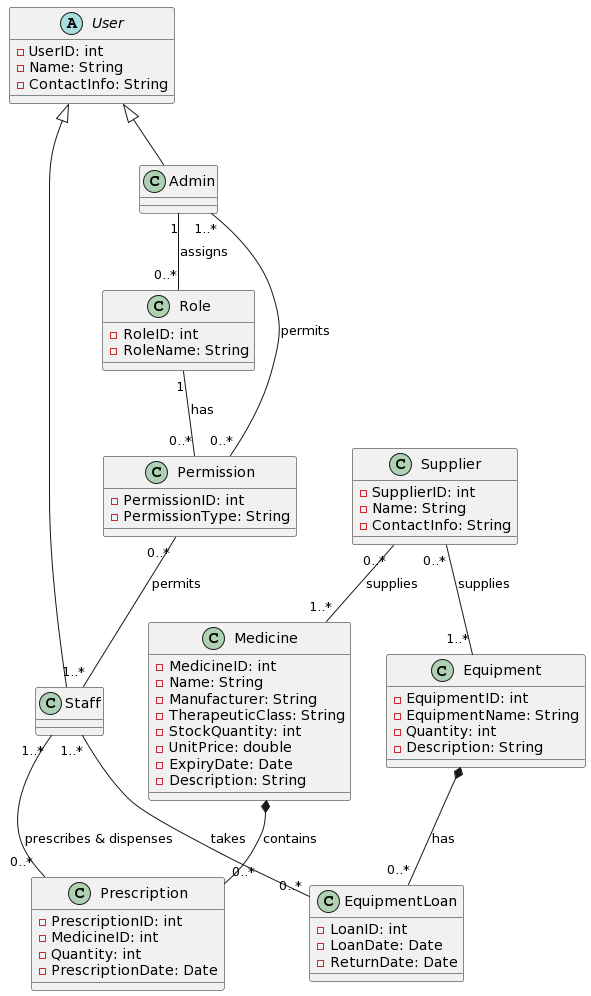 A User
UserID: int
Name: String
ContactInfo: String
C Admin
1 1..*
assigns
0..*
C Role
RoleID: int
RoleName: String
permits
1
has
0..* 0..*
C Permission
PermissionID: int
PermissionType: String
C Supplier
SupplierID: int
Name: String
ContactInfo: String
0..*
permits
1..*
0..* 0..*
supplies supplies
1..* 1..*
C Medicine
MedicineID: int
Name: String
Manufacturer: String
TherapeuticClass: String
StockQuantity: int
UnitPrice: double
ExpiryDate: Date
Description: String
C Equipment
EquipmentID: int
EquipmentName: String
Quantity: int
Description: String
C Staff
1..* 1..*
prescribes & dispenses takes contains has
0..* 0..* 0..* 0..*
C Prescription
PrescriptionID: int
MedicineID: int
Quantity: int
PrescriptionDate: Date
C EquipmentLoan
LoanID: int
LoanDate: Date
ReturnDate: Date